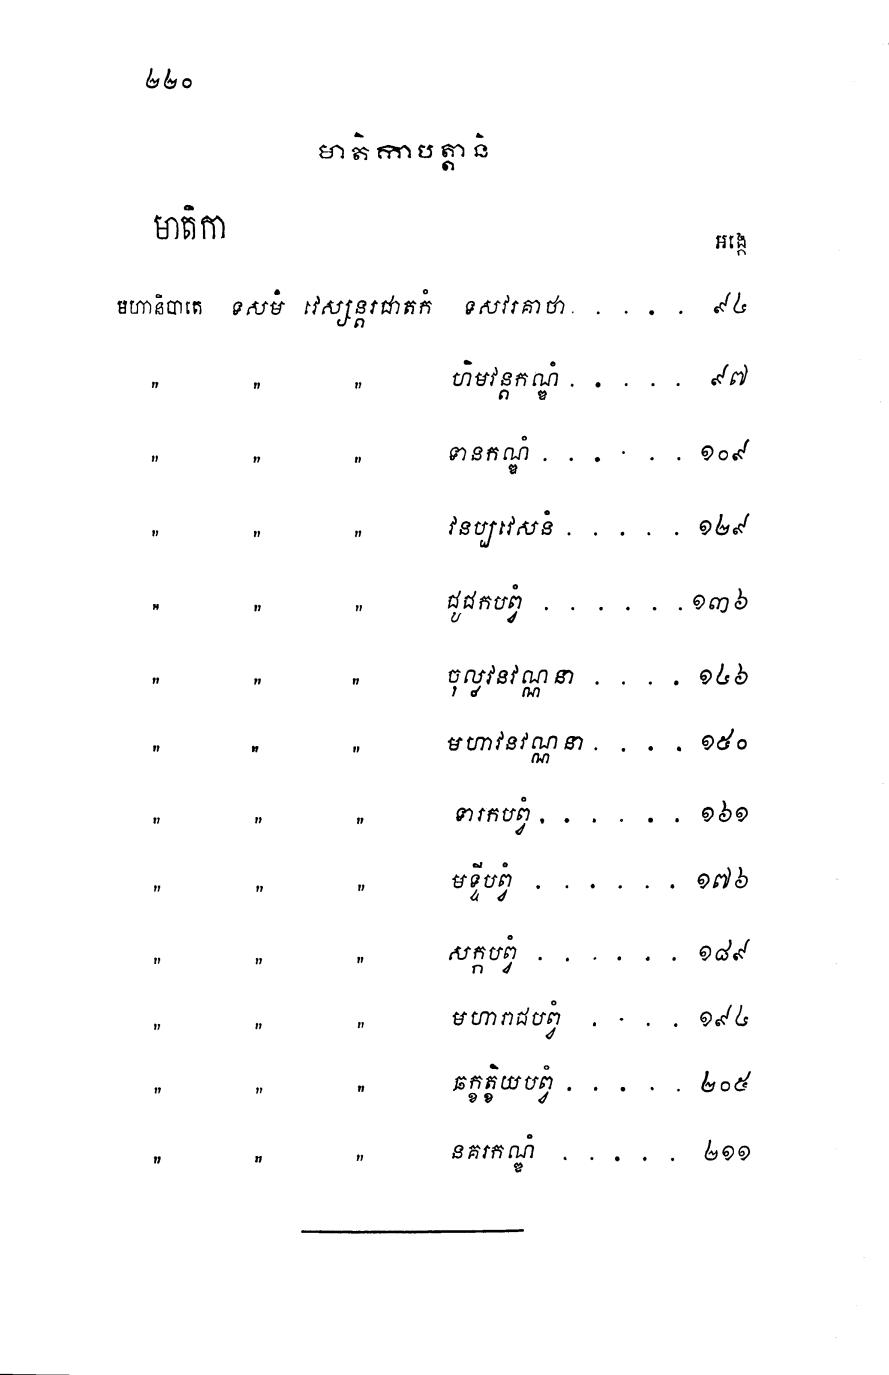 ២២០
មាតិកាបត្តានិ
មាតិកា
អង្កេ
មហានិបាតេ ទសមំ វេស្សន្តរជាតកំ ទសវរគាថា . . . . . ៩៤
" " " ហិមវន្តកណ្ឌំ . . . . . ៩៧
" " " ទានកណ្ឌំ . . . . . . ១០៩
" " " វនប្បវេសនំ . . . . . ១២៩
" " " ជូជកបព្វំ . . . . . . ១៣៦
" " " ចុល្លវនវណ្ណនា . . . . ១៤៦
" " " មហាវនវណ្ណនា . . . . ១៥០
" " " ទារកបព្វំ . . . . . . ១៦១
" " " មទ្ទីបព្វំ . . . . . . ១៧៦
" " " សក្កបព្វំ . . . . . . ១៨៩
" " " មហារាជបព្វំ . . . . ១៩៤
" " " ឆក្ខត្តិយបព្វំ . . . . . ២០៥
" " " នគរកណ្ឌំ . . . . . ២១១